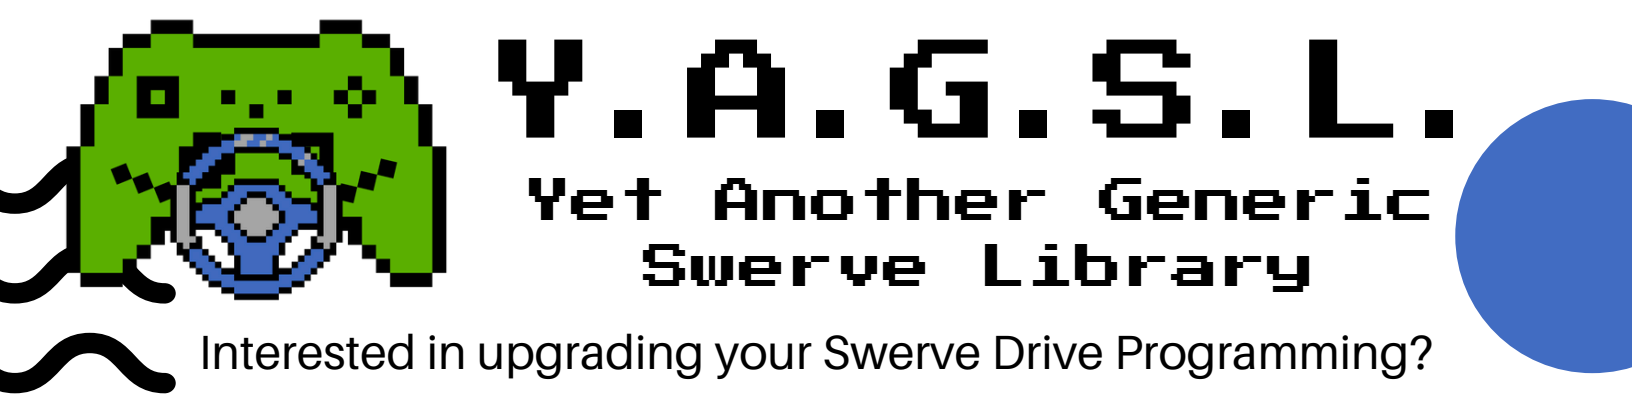 Y.A.G.S.L.
Yet Another Generic
Swerve Library
Interested in upgrading your Swerve Drive Programming?